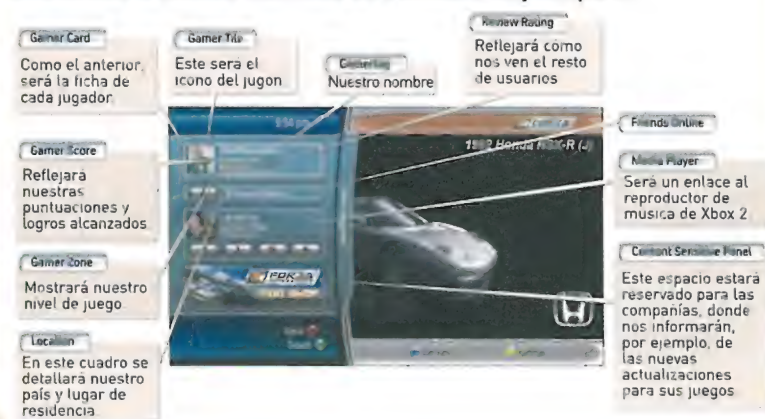 Gamer Card
Como el anterior,
será la ficha de
cada jugador
Gamer Tile
Este será el
icono del jugón
Gamertag
Nuestro nombre
Review Rating
Reflejará cómo
nos ven el resto
de usuarios
Gamer Score
Reflejará
nuestras
puntuaciones y
logros alcanzados
Gamer Zone
Mostrará nuestro
nivel de juego
Location
En este cuadro se
detallará nuestro
país y lugar de
residencia
1992 Honda NSX-R (J)
FORZA
Friends Online
Media Player
Será un enlace al
reproductor de
música de Xbox 2
Content Sensitive Panel
Este espacio estará
reservado para las
compañías, donde
nos informarán,
por ejemplo, de
las nuevas
actualizaciones
para sus juegos